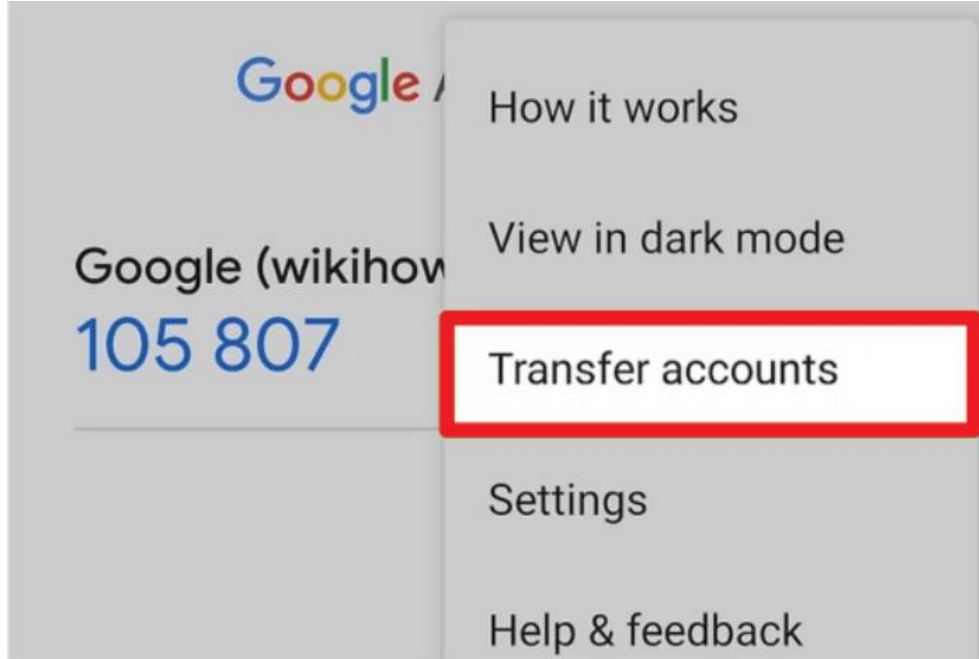 Google
How it works
View in dark mode
Google (wikihow
105 807
Transfer accounts
Settings
Help & feedback